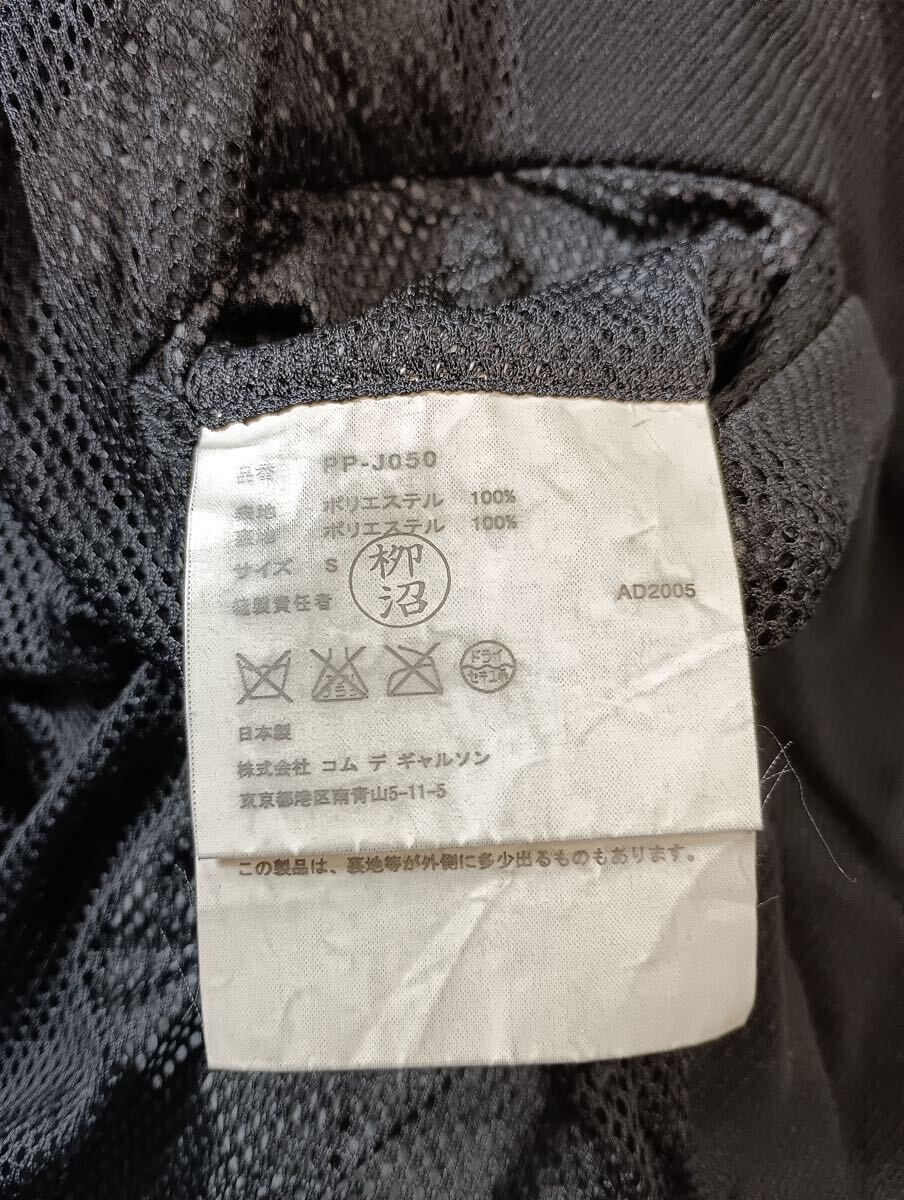 品番 PP-J050
表地 ポリエステル 100%
裏地 ポリエステル 100%
サイズ S
縫製責任者
柳沼
AD2005
ドライ
セキユ系
日本製
株式会社 コム デ ギャルソン
東京都港区南青山5-11-5
この製品は、裏地等が外側に多少出るものもあります。